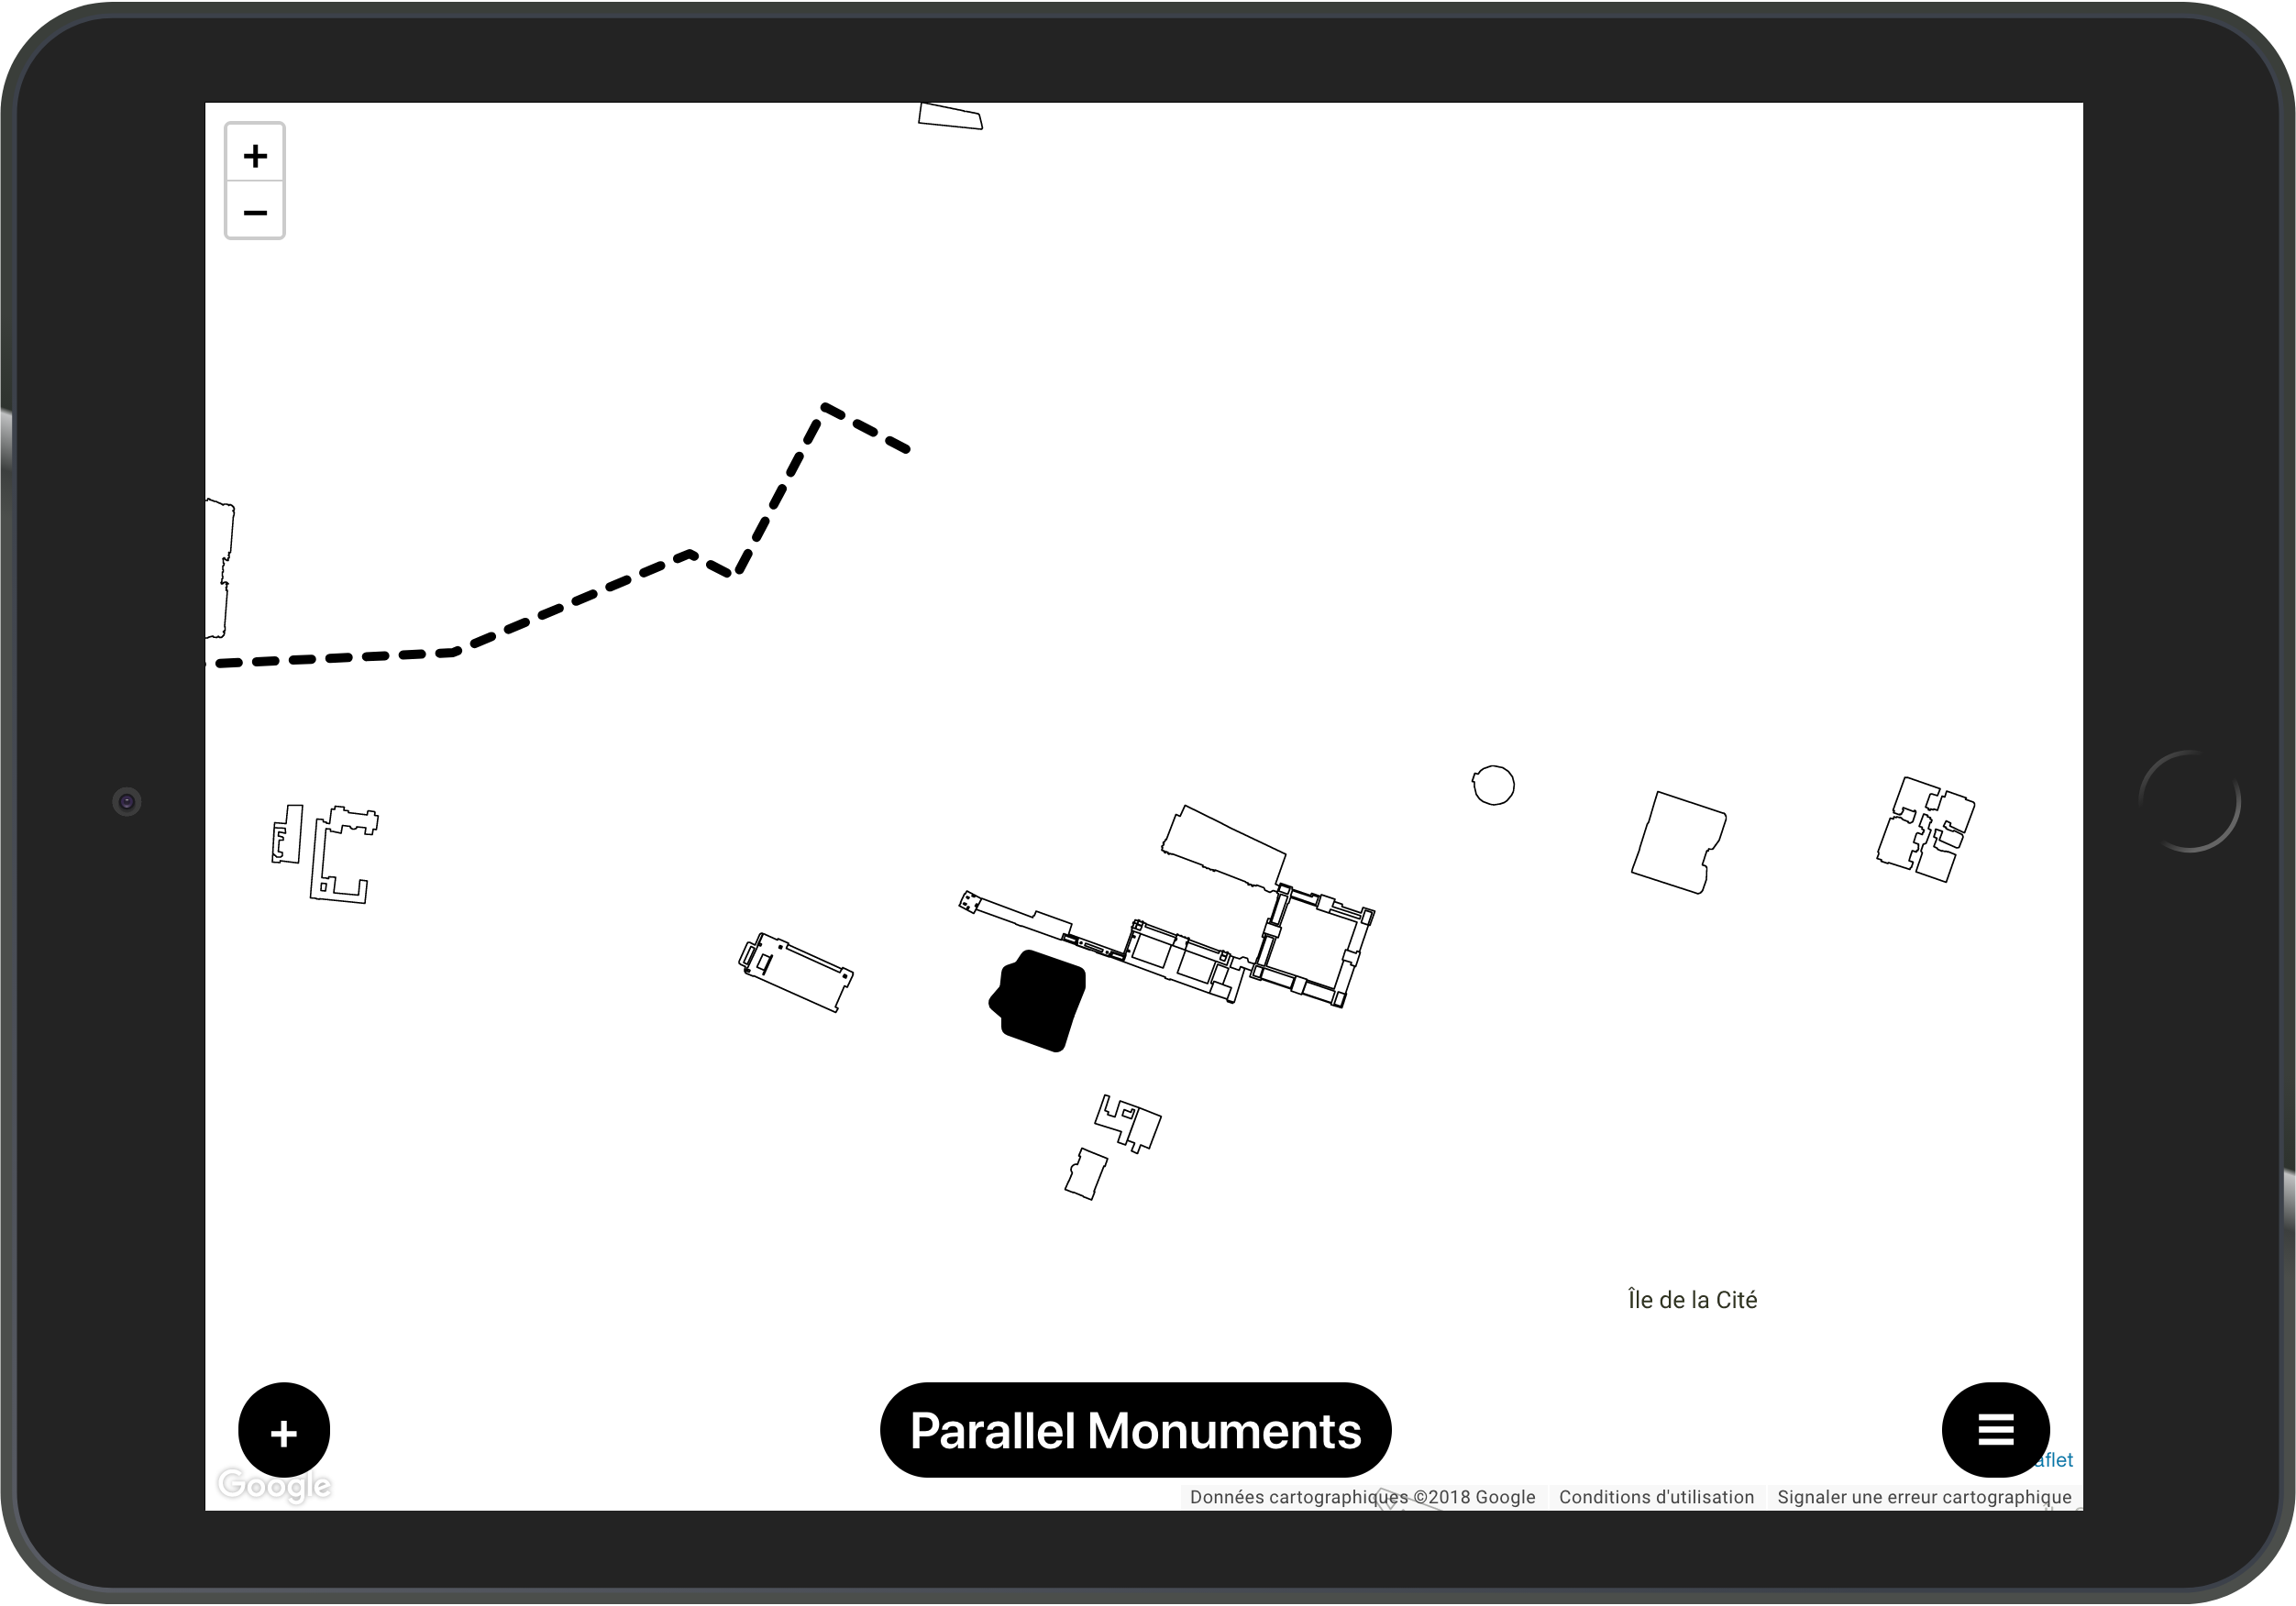 +
−
Île de la Cité
+
Parallel Monuments
aflet
Google
Données cartographiques ©2018 Google
Conditions d'utilisation
Signaler une erreur cartographique